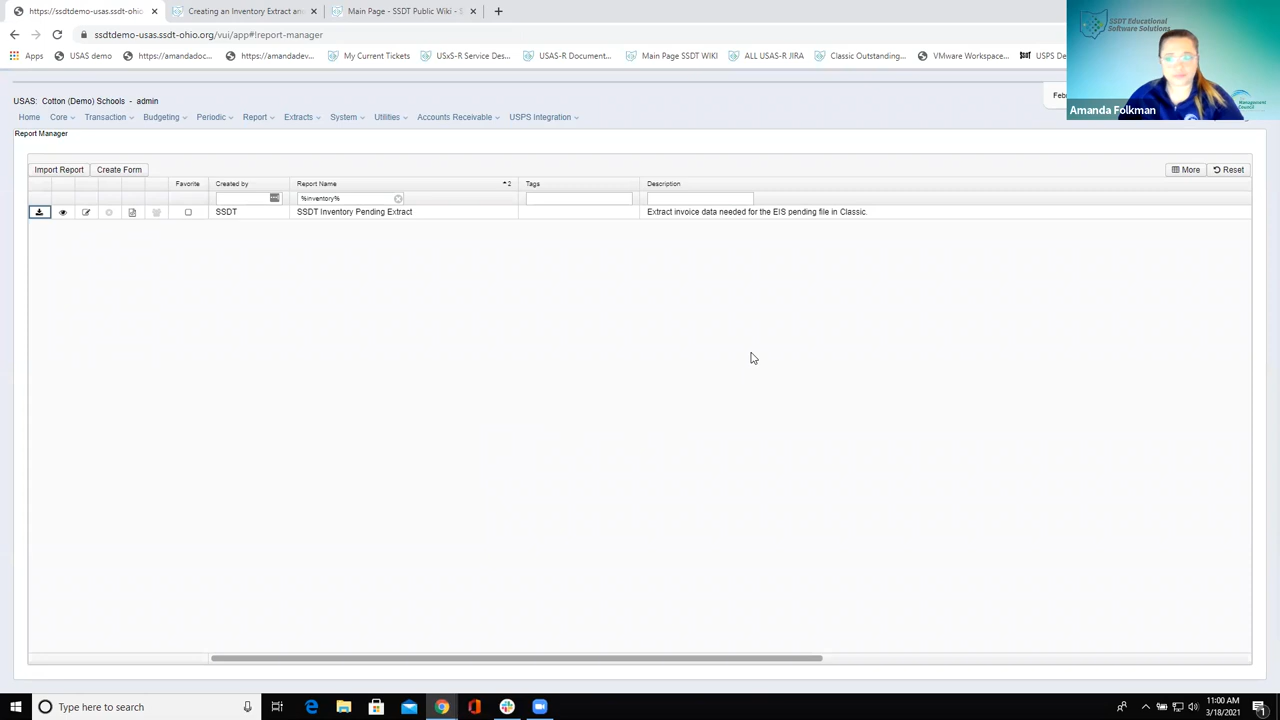 https://ssdtdemo-usas.ssdt-ohio
Creating an Inventory Extract and
Main Page - SSDT Public Wiki - S
ssdtdemo-usas.ssdt-ohio.org/vui/app#!report-manager
Apps
USAS demo
https://amandadoc...
https://amandadev...
My Current Tickets
USxS-R Service Des...
USAS-R Document...
Main Page SSDT WIKI
ALL USAS-R JIRA
Classic Outstanding...
VMware Workspace...
USPS De
SSDT Educational
Software Solutions
Management
Council
Amanda Folkman
USAS: Cotton (Demo) Schools - admin
Feb
Home
Core
Transaction
Budgeting
Periodic
Report
Extracts
System
Utilities
Accounts Receivable
USPS Integration
Report Manager
Import Report
Create Form
More
Reset
Favorite
Created by
Report Name
2
Tags
Description
%inventory%
SSDT
SSDT Inventory Pending Extract
Extract invoice data needed for the EIS pending file in Classic.
Type here to search
11:00 AM
3/18/2021
1